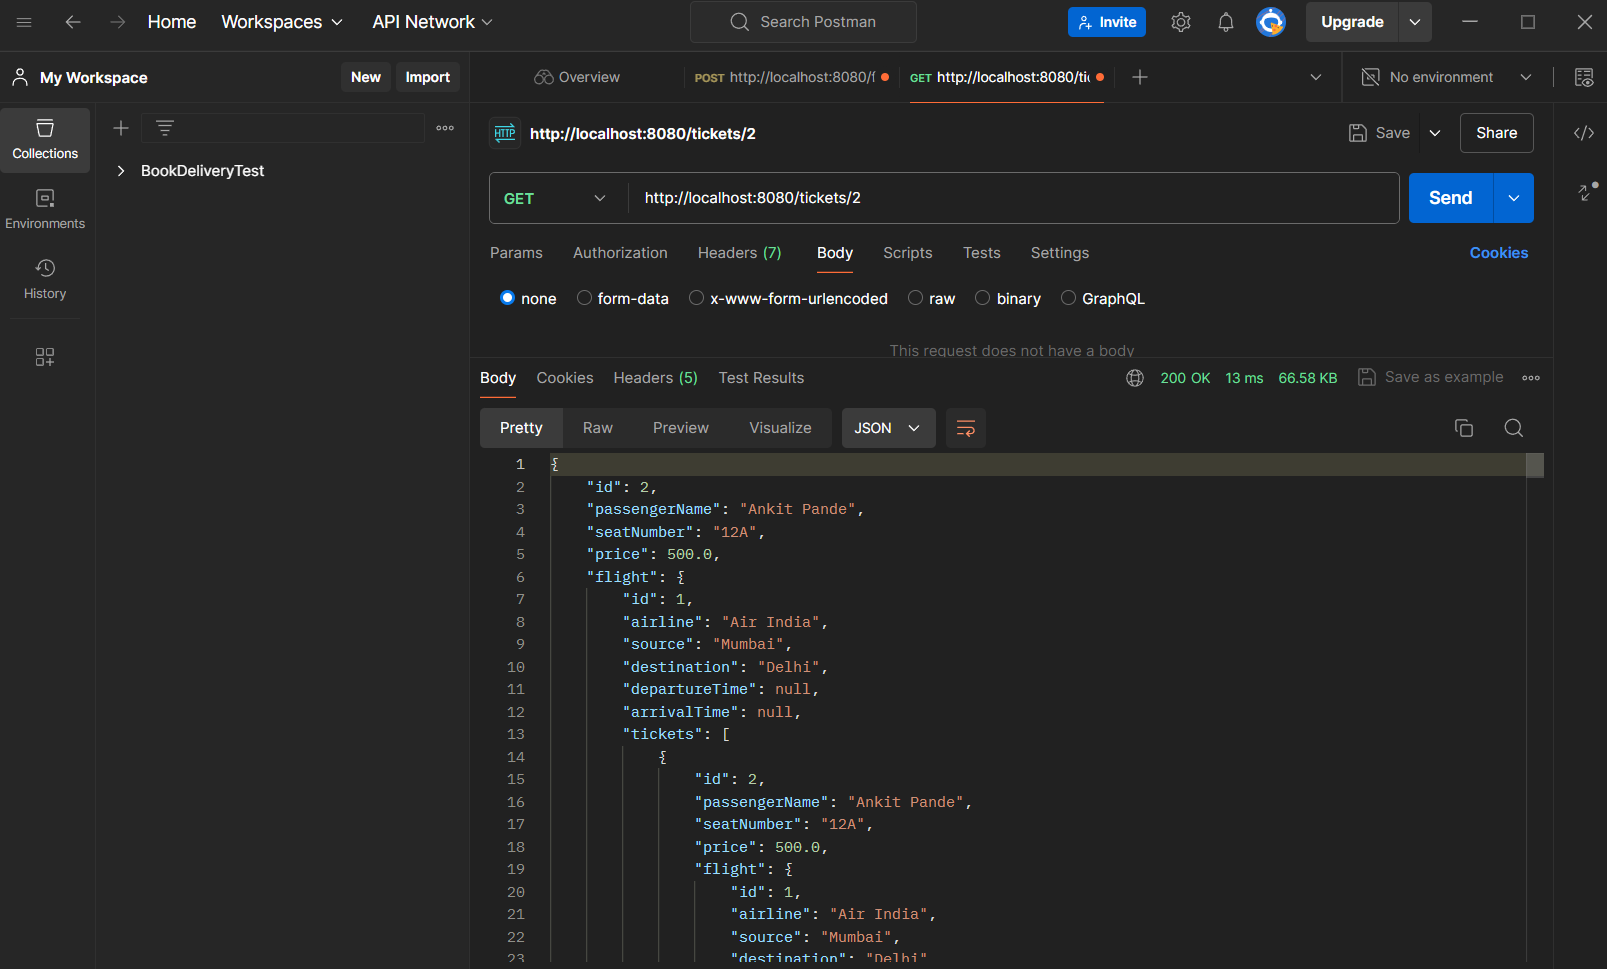 Home Workspaces API Network Search Postman Invite Upgrade
My Workspace New Import Overview POST http://localhost:8080/f GET http://localhost:8080/tic No environment
Collections
BookDeliveryTest
Environments
History
HTTP http://localhost:8080/tickets/2 Save Share
GET http://localhost:8080/tickets/2 Send
Params Authorization Headers (7) Body Scripts Tests Settings Cookies
none form-data x-www-form-urlencoded raw binary GraphQL
This request does not have a body
Body Cookies Headers (5) Test Results 200 OK 13 ms 66.58 KB Save as example
Pretty Raw Preview Visualize JSON
1 {
2 "id": 2,
3 "passengerName": "Ankit Pande",
4 "seatNumber": "12A",
5 "price": 500.0,
6 "flight": {
7 "id": 1,
8 "airline": "Air India",
9 "source": "Mumbai",
10 "destination": "Delhi",
11 "departureTime": null,
12 "arrivalTime": null,
13 "tickets": [
14 {
15 "id": 2,
16 "passengerName": "Ankit Pande",
17 "seatNumber": "12A",
18 "price": 500.0,
19 "flight": {
20 "id": 1,
21 "airline": "Air India",
22 "source": "Mumbai",
23 "destination": "Delhi"